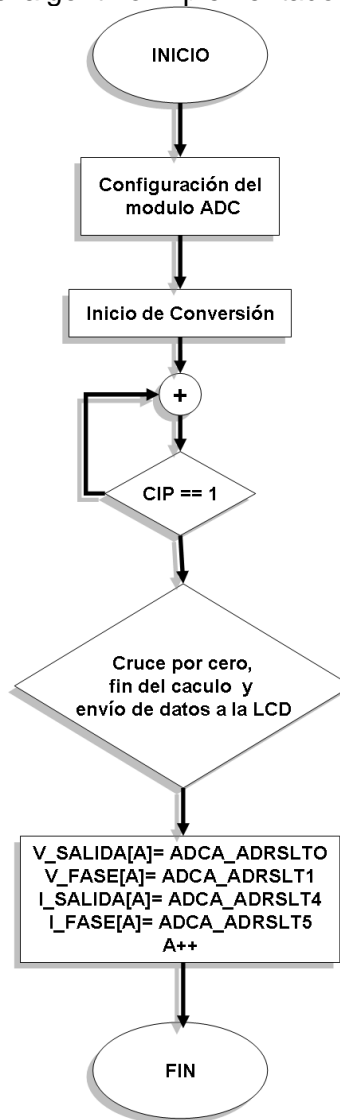 INICIO
Configuración del
modulo ADC
Inicio de Conversión
+
CIP == 1
Cruce por cero,
fin del caculo y
envío de datos a la LCD
V_SALIDA[A]= ADCA_ADRSLTO
V_FASE[A]= ADCA_ADRSLT1
I_SALIDA[A]= ADCA_ADRSLT4
I_FASE[A]= ADCA_ADRSLT5
A++
FIN